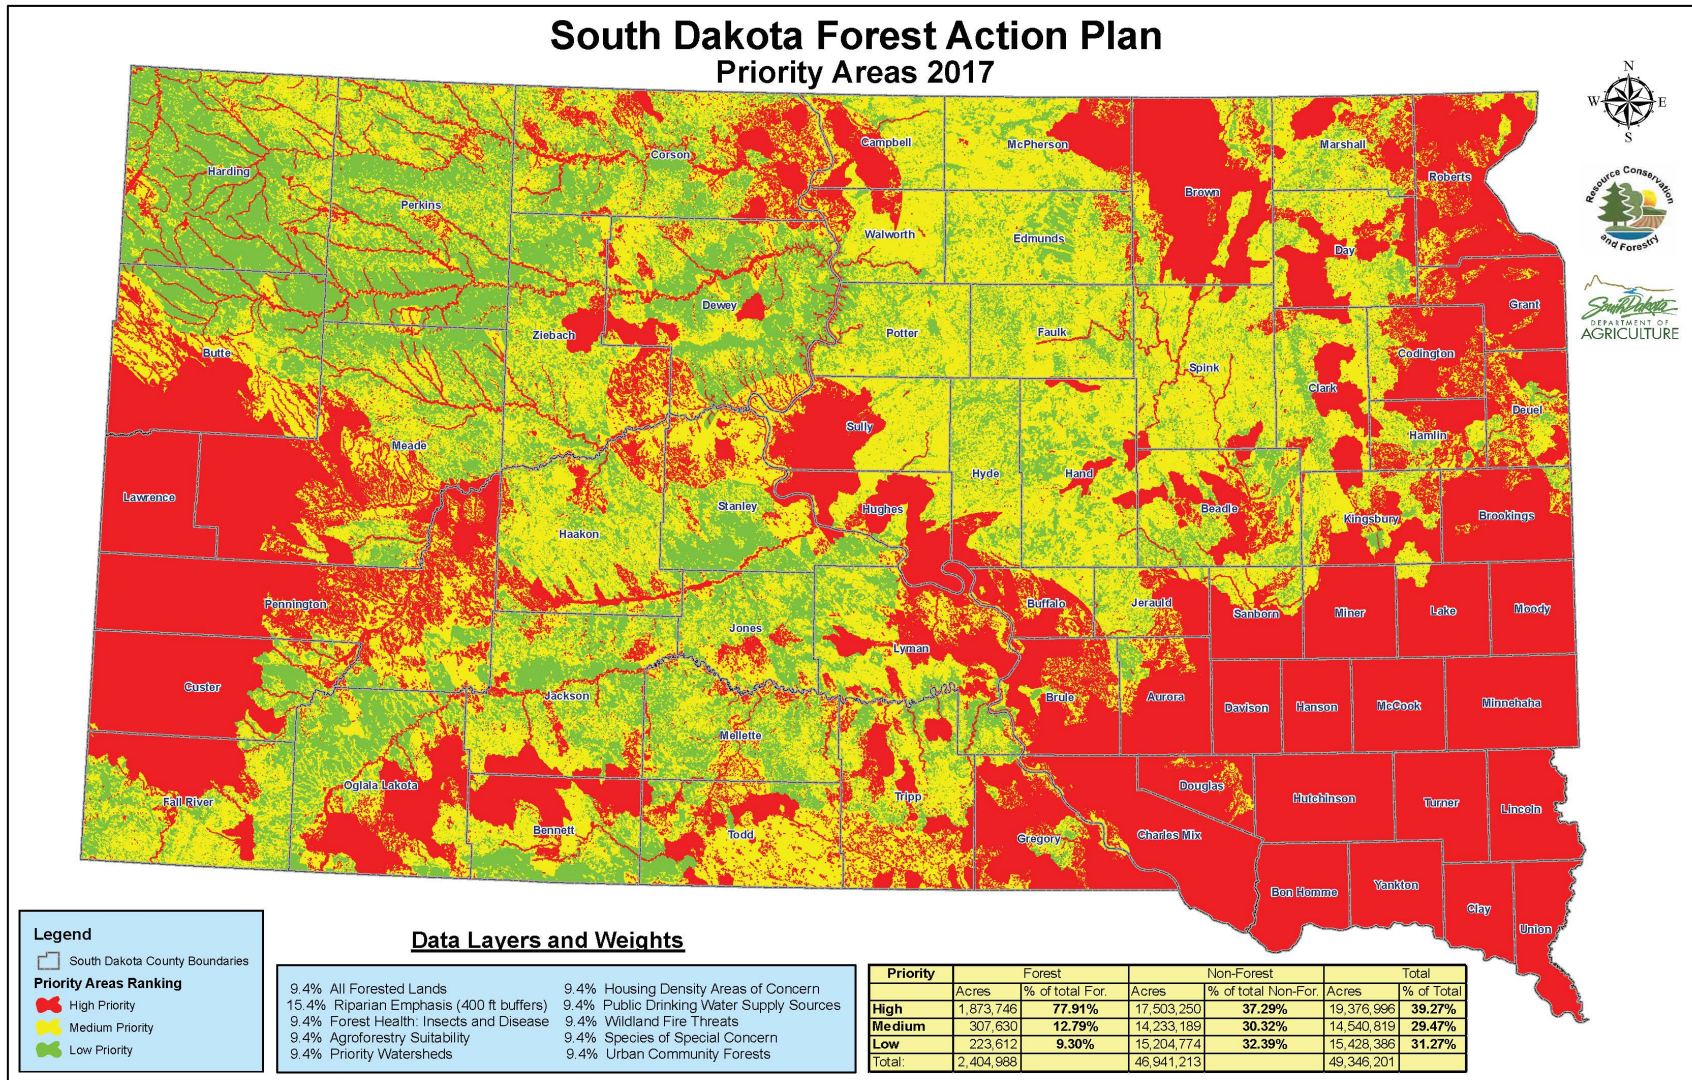 South Dakota Forest Action Plan
Priority Areas 2017
N
W E
S
Resource Conservation
and Forestry
South Dakota
DEPARTMENT OF
AGRICULTURE
Harding
Perkins
Corson
Campbell
McPherson
Brown
Marshall
Roberts
Walworth
Edmunds
Day
Grant
Butte
Ziebach
Dewey
Potter
Faulk
Spink
Clark
Codington
Deuel
Hamlin
Meade
Sully
Lawrence
Haakon
Stanley
Hughes
Hyde
Hand
Beadle
Kingsbury
Brookings
Pennington
Jones
Lyman
Buffalo
Jerauld
Sanborn
Miner
Lake
Moody
Custer
Jackson
Mellette
Brule
Aurora
Davison
Hanson
McCook
Minnehaha
Fall River
Oglala Lakota
Bennett
Todd
Tripp
Gregory
Douglas
Charles Mix
Hutchinson
Turner
Lincoln
Bon Homme
Yankton
Clay
Union
Legend
South Dakota County Boundaries
Priority Areas Ranking
High Priority
Medium Priority
Low Priority
Data Layers and Weights
9.4% All Forested Lands
15.4% Riparian Emphasis (400 ft buffers)
9.4% Forest Health: Insects and Disease
9.4% Agroforestry Suitability
9.4% Priority Watersheds
9.4% Housing Density Areas of Concern
9.4% Public Drinking Water Supply Sources
9.4% Wildland Fire Threats
9.4% Species of Special Concern
9.4% Urban Community Forests
Priority Forest Non-Forest Total
Acres % of total For. Acres % of total Non-For. Acres % of Total
High 1,873,746 77.91% 17,503,250 37.29% 19,376,996 39.27%
Medium 307,630 12.79% 14,233,189 30.32% 14,540,819 29.47%
Low 223,612 9.30% 15,204,774 32.39% 15,428,386 31.27%
Total: 2,404,988 46,941,213 49,346,201